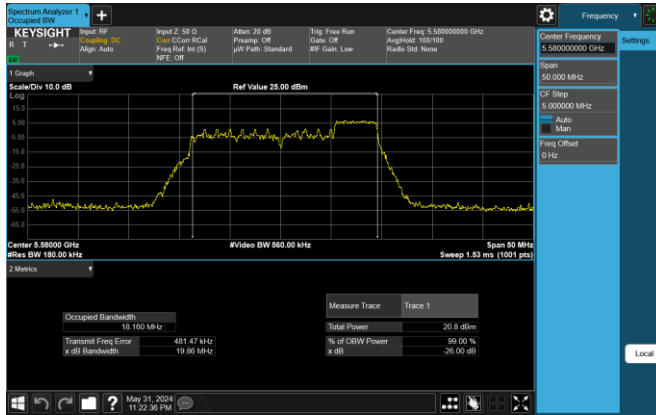 Spectrum Analyzer 1
Occupied BW
Frequency
KEYSIGHT
R T
Input: RF
Coupling: DC
Align: Auto
Input Z: 50 Ω
Corr CCorr RCal
Freq Ref: Int (S)
NFE: Off
Atten: 20 dB
Preamp: Off
µW Path: Standard
Trig: Free Run
Gate: Off
#IF Gain: Low
Center Freq: 5.580000000 GHz
Avg|Hold: 100/100
Radio Std: None
Center Frequency
5.580000000 GHz
Settings
Span
50.000 MHz
CF Step
5.000000 MHz
Auto
Man
Freq Offset
0 Hz
Local
1 Graph
Scale/Div 10.0 dB
Ref Value 25.00 dBm
Log
15.0
5.00
-5.00
-15.0
-25.0
-35.0
-45.0
-55.0
-65.0
Center 5.58000 GHz
#Video BW 560.00 kHz
Span 50 MHz
#Res BW 180.00 kHz
Sweep 1.53 ms (1001 pts)
2 Metrics
Measure Trace
Trace 1
Occupied Bandwidth
18.160 MHz
Total Power
20.8 dBm
Transmit Freq Error
481.47 kHz
% of OBW Power
99.00 %
x dB Bandwidth
19.86 MHz
x dB
-26.00 dB
May 31, 2024
11:22:36 PM